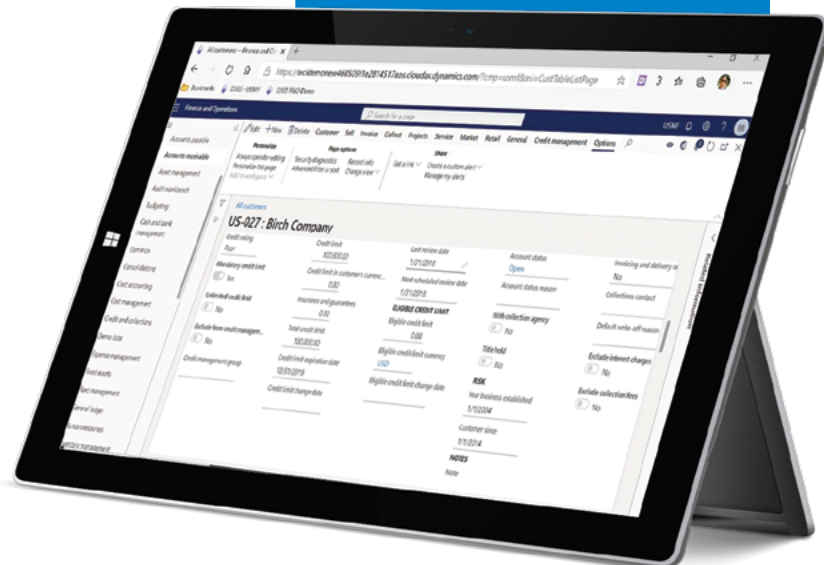 All customers -- Finance and O
https://
.cloudax.dynamics.com/?cmp=usmf&mi=CustTableListPage
Bookmarks
Finance and Operations
Search for a page
USMF
Edit
+ New
Delete
Customer
Sell
Invoice
Collect
Projects
Service
Market
Retail
General
Credit management
Options
Personalize
Always open for editing
Personalize this page
Add to workspace
Page options
Security diagnostics
Advanced filter or sort
Record info
Change view
Share
Get a link
Create a custom alert
Manage my alerts
Accounts payable
Accounts receivable
Asset management
Audit workbench
Budgeting
Cash and bank
management
Common
Consolidations
Cost accounting
Cost management
Credit and collections
Demo data
Expense management
Fixed assets
Fleet management
General ledger
Human resources
Inventory management
All customers
US-027 : Birch Company
Credit rating
Poor
Mandatory credit limit
Yes
Unlimited credit limit
No
Exclude from credit managem...
No
Credit management group
Credit limit
100,000.00
Credit limit in customer's currenc...
0.00
Insurance and guarantees
0.00
Total credit limit
100,000.00
Credit limit expiration date
12/31/2019
Credit limit change date
Last review date
1/31/2019
Next scheduled review date
1/31/2019
ELIGIBLE CREDIT LIMIT
Eligible credit limit
0.00
Eligible credit limit currency
USD
Eligible credit limit change date
Account status
Open
Account status reason
With collection agency
No
Title held
No
RISK
Year business established
1/1/2004
Customer since
1/1/2014
NOTES
Note
Invoicing and delivery on
No
Collections contact
Default write-off reason
Exclude interest charges
No
Exclude collection fees
No
Related information